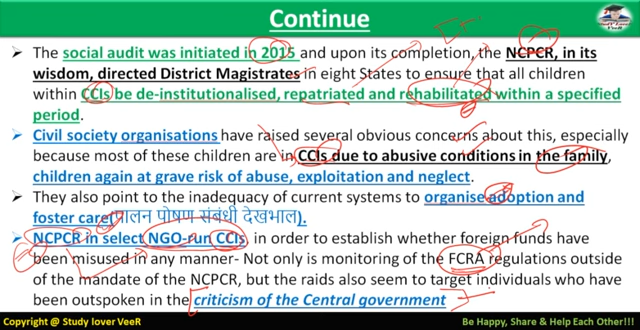 Continue
Study Lover
VeeR
➢ The social audit was initiated in 2015 and upon its completion, the NCPCR, in its
wisdom, directed District Magistrates in eight States to ensure that all children
within CCIs be de-institutionalised, repatriated and rehabilitated within a specified
period.
➢ Civil society organisations have raised several obvious concerns about this, especially
because most of these children are in CCIs due to abusive conditions in the family,
children again at grave risk of abuse, exploitation and neglect.
➢ They also point to the inadequacy of current systems to organise adoption and
foster care(पालन पोषण संबंधी देखभाल).
➢ NCPCR in select NGO-run CCIs, in order to establish whether foreign funds have
been misused in any manner- Not only is monitoring of the FCRA regulations outside
of the mandate of the NCPCR, but the raids also seem to target individuals who have
been outspoken in the criticism of the Central government
Copyright @ Study lover VeeR
Be Happy, Share & Help Each Other!!!